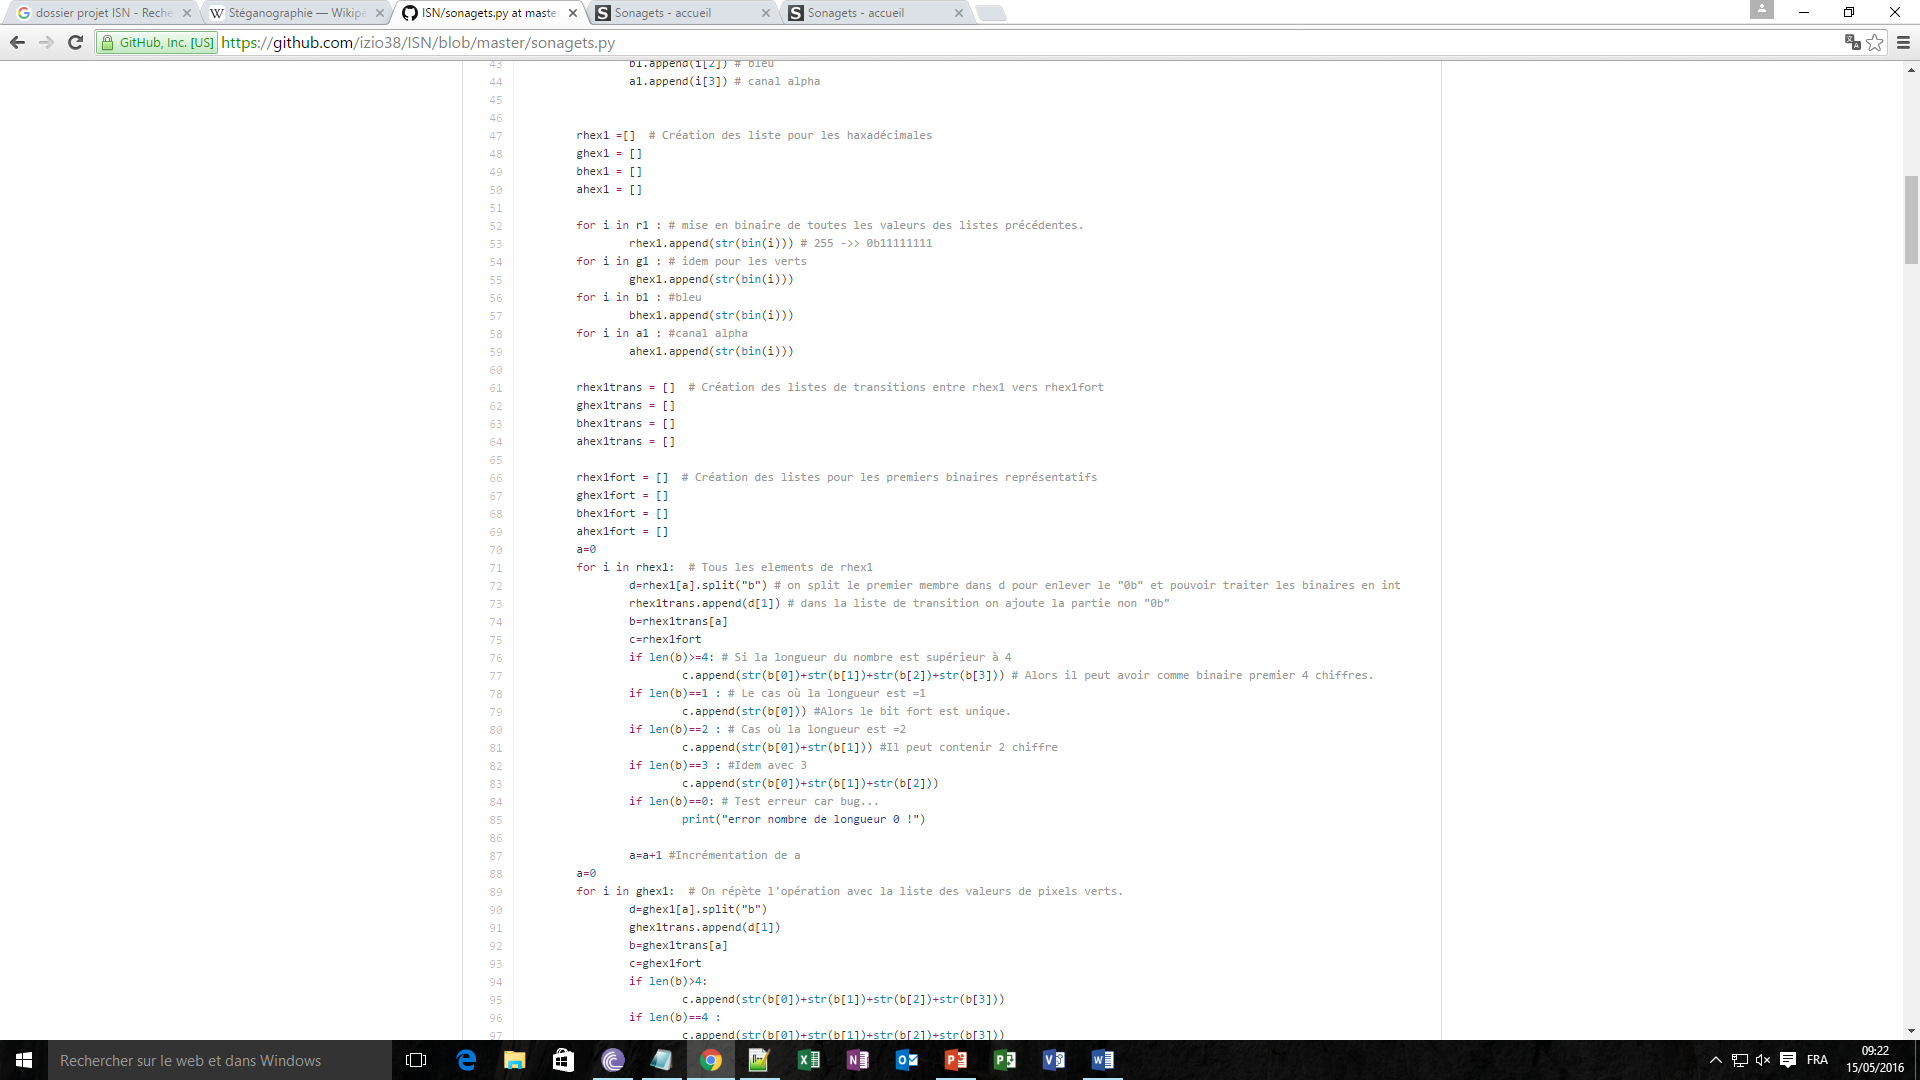 dossier projet ISN - Reche
Stéganographie — Wikipé
ISN/sonagets.py at maste
Sonagets - accueil
Sonagets - accueil
GitHub, Inc. [US] https://github.com/izio38/ISN/blob/master/sonagets.py
43 b1.append(i[2]) # bleu
44 a1.append(i[3]) # canal alpha
45
46
47 rhex1 =[]  # Création des liste pour les haxadécimales
48 ghex1 = []
49 bhex1 = []
50 ahex1 = []
51
52 for i in r1 : # mise en binaire de toutes les valeurs des listes précédentes.
53 rhex1.append(str(bin(i))) # 255 ->> 0b11111111
54 for i in g1 : # idem pour les verts
55 ghex1.append(str(bin(i)))
56 for i in b1 : #bleu
57 bhex1.append(str(bin(i)))
58 for i in a1 : #canal alpha
59 ahex1.append(str(bin(i)))
60
61 rhex1trans = []  # Création des listes de transitions entre rhex1 vers rhex1fort
62 ghex1trans = []
63 bhex1trans = []
64 ahex1trans = []
65
66 rhex1fort = []  # Création des listes pour les premiers binaires représentatifs
67 ghex1fort = []
68 bhex1fort = []
69 ahex1fort = []
70 a=0
71 for i in rhex1:  # Tous les elements de rhex1
72 d=rhex1[a].split("b") # on split le premier membre dans d pour enlever le "0b" et pouvoir traiter les binaires en int
73 rhex1trans.append(d[1]) # dans la liste de transition on ajoute la partie non "0b"
74 b=rhex1trans[a]
75 c=rhex1fort
76 if len(b)>=4: # Si la longueur du nombre est supérieur à 4
77 c.append(str(b[0])+str(b[1])+str(b[2])+str(b[3])) # Alors il peut avoir comme binaire premier 4 chiffres.
78 if len(b)==1 : # Le cas où la longueur est =1
79 c.append(str(b[0])) #Alors le bit fort est unique.
80 if len(b)==2 : # Cas où la longueur est =2
81 c.append(str(b[0])+str(b[1])) #Il peut contenir 2 chiffre
82 if len(b)==3 : #Idem avec 3
83 c.append(str(b[0])+str(b[1])+str(b[2]))
84 if len(b)==0: # Test erreur car bug...
85 print("error nombre de longueur 0 !")
86
87 a=a+1 #Incrémentation de a
88 a=0
89 for i in ghex1:  # On répète l'opération avec la liste des valeurs de pixels verts.
90 d=ghex1[a].split("b")
91 ghex1trans.append(d[1])
92 b=ghex1trans[a]
93 c=ghex1fort
94 if len(b)>4:
95 c.append(str(b[0])+str(b[1])+str(b[2])+str(b[3]))
96 if len(b)==4 :
97 c.append(str(b[0])+str(b[1])+str(b[2])+str(b[3]))
Rechercher sur le web et dans Windows
FRA
09:22
15/05/2016